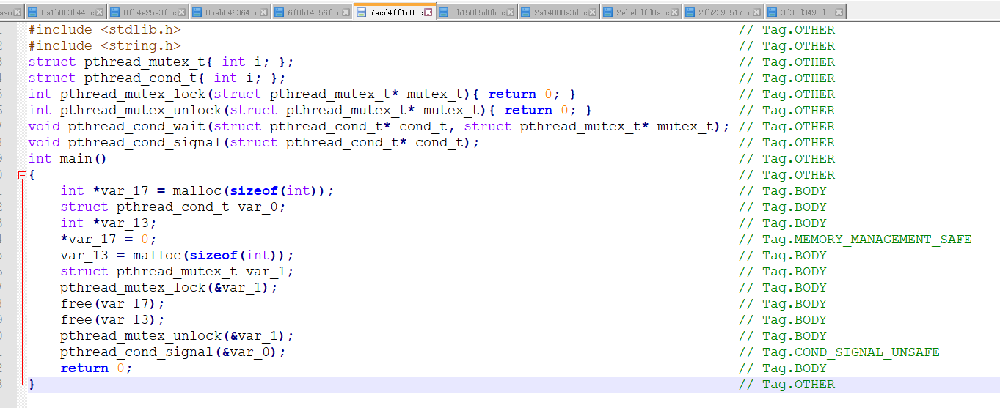 asm 0a1b883b44.c 0fb4e25e3f.c 05ab046364.c 6f0b14556f.c 7acd4ff1c0.c 8b150b5d0b.c 2a14088a3d.c 2ebebdfd0a.c 2fb2393517.c 3d35d3493d.c
#include <stdlib.h> // Tag.OTHER
#include <string.h> // Tag.OTHER
struct pthread_mutex_t{ int i; }; // Tag.OTHER
struct pthread_cond_t{ int i; }; // Tag.OTHER
int pthread_mutex_lock(struct pthread_mutex_t* mutex_t){ return 0; } // Tag.OTHER
int pthread_mutex_unlock(struct pthread_mutex_t* mutex_t){ return 0; } // Tag.OTHER
void pthread_cond_wait(struct pthread_cond_t* cond_t, struct pthread_mutex_t* mutex_t); // Tag.OTHER
void pthread_cond_signal(struct pthread_cond_t* cond_t); // Tag.OTHER
int main() // Tag.OTHER
{ // Tag.OTHER
int *var_17 = malloc(sizeof(int)); // Tag.BODY
struct pthread_cond_t var_0; // Tag.BODY
int *var_13; // Tag.BODY
*var_17 = 0; // Tag.MEMORY_MANAGEMENT_SAFE
var_13 = malloc(sizeof(int)); // Tag.BODY
struct pthread_mutex_t var_1; // Tag.BODY
pthread_mutex_lock(&var_1); // Tag.BODY
free(var_17); // Tag.BODY
free(var_13); // Tag.BODY
pthread_mutex_unlock(&var_1); // Tag.BODY
pthread_cond_signal(&var_0); // Tag.COND_SIGNAL_UNSAFE
return 0; // Tag.BODY
} // Tag.OTHER